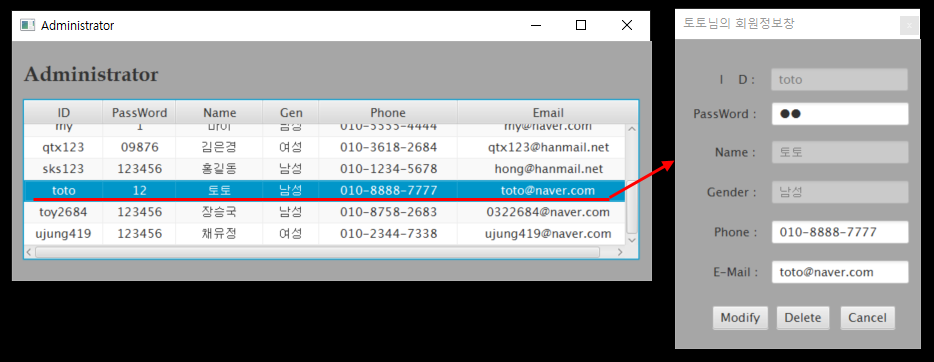 Administrator
Administrator
ID PassWord Name Gen Phone Email
my 1 마이 남성 010-5555-4444 my@naver.com
qtx123 09876 김은경 여성 010-3618-2684 qtx123@hanmail.net
sks123 123456 홍길동 남성 010-1234-5678 hong@hanmail.net
toto 12 토토 남성 010-8888-7777 toto@naver.com
toy2684 123456 장승국 남성 010-8758-2683 0322684@naver.com
ujung419 123456 채유정 여성 010-2344-7338 ujung419@naver.com
토토님의 회원정보창
I D : toto
PassWord : ●●
Name : 토토
Gender : 남성
Phone : 010-8888-7777
E-Mail : toto@naver.com
Modify Delete Cancel